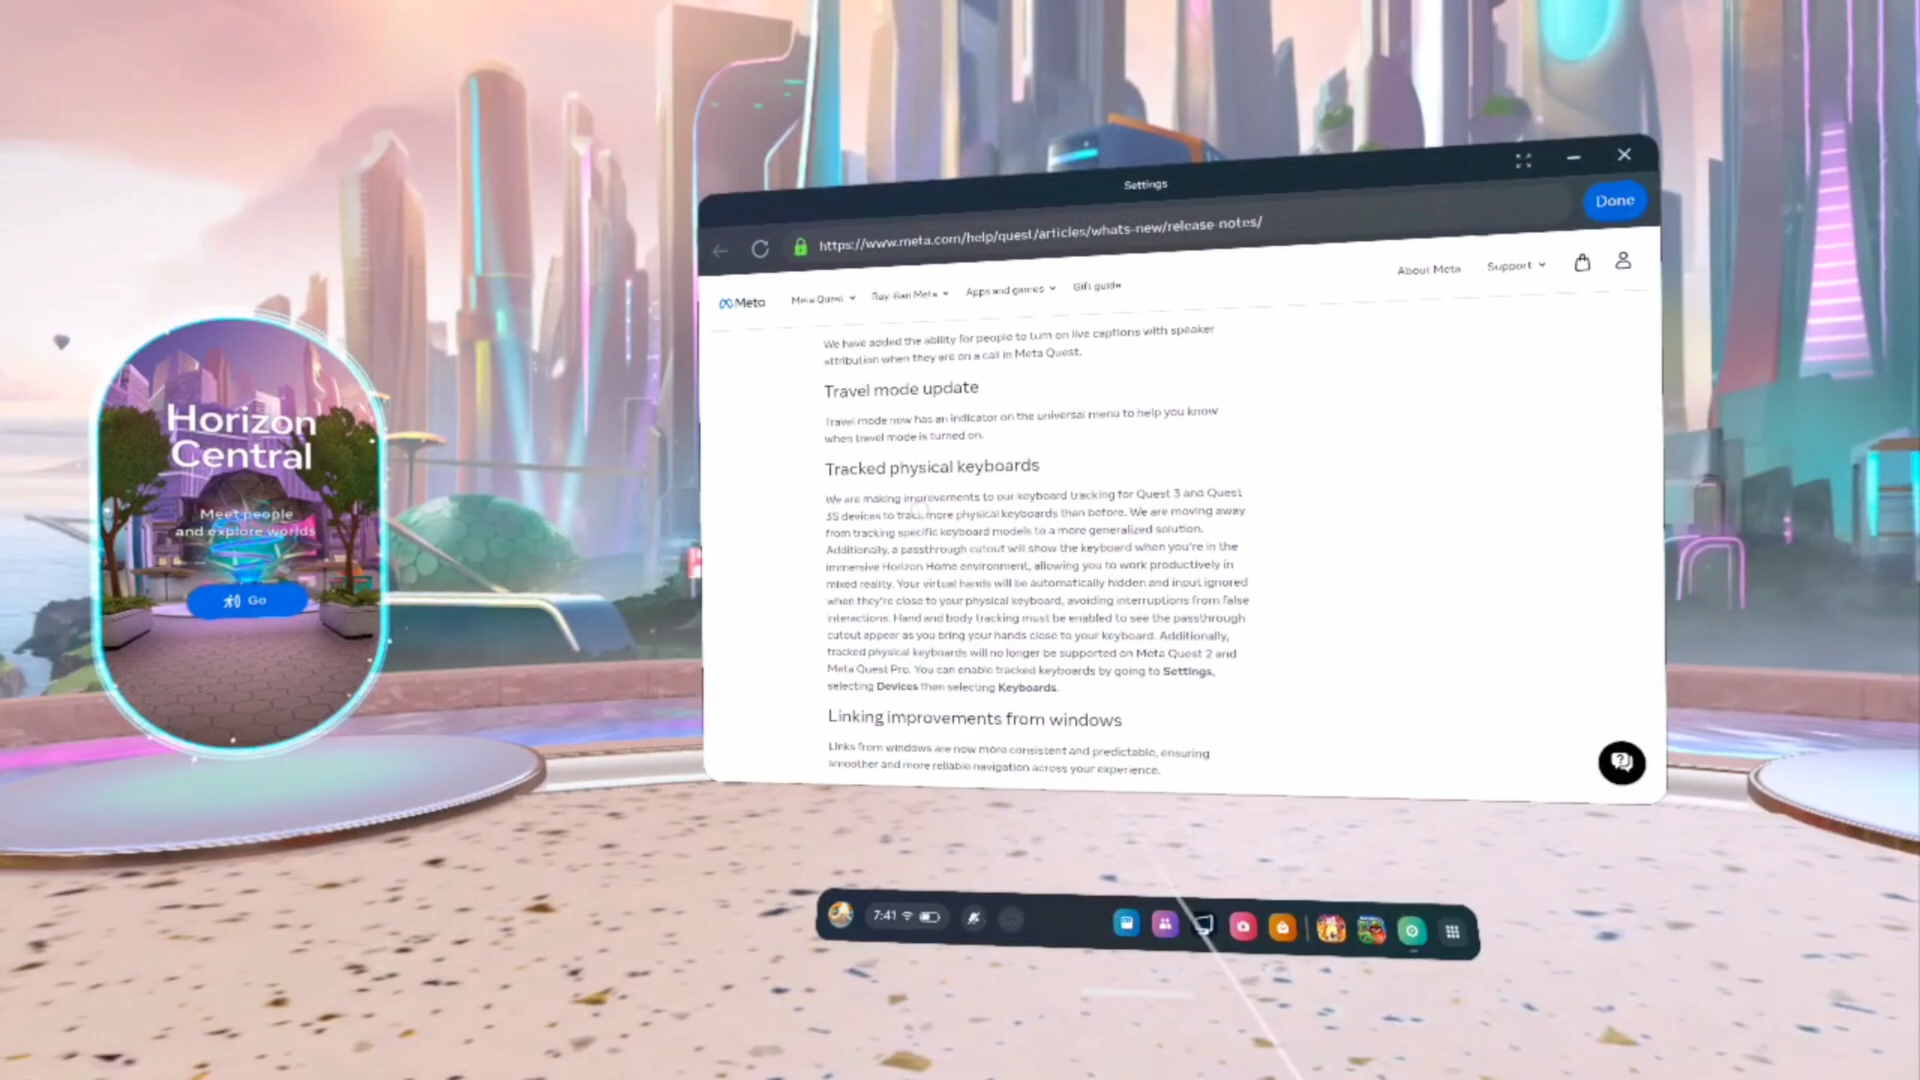 Settings
Done
https://www.meta.com/help/quest/articles/whats-new/release-notes/
Meta
Meta Quest
Ray-Ban Meta
Apps and games
Gift guide
About Meta
Support
We have added the ability for people to turn on live captions with speaker
attribution when they are on a call in Meta Quest.
Travel mode update
Travel mode now has an indicator on the universal menu to help you know
when travel mode is turned on.
Tracked physical keyboards
We are making improvements to our keyboard tracking for Quest 3 and Quest
3S devices to track more physical keyboards than before. We are moving away
from tracking specific keyboard models to a more generalized solution.
Additionally, a passthrough cutout will show the keyboard when you're in the
immersive Horizon Home environment, allowing you to work productively in
mixed reality. Your virtual hands will be automatically hidden and input ignored
when they're close to your physical keyboard, avoiding interruptions from false
interactions. Hand and body tracking must be enabled to see the passthrough
cutout appear as you bring your hands close to your keyboard. Additionally,
tracked physical keyboards will no longer be supported on Meta Quest 2 and
Meta Quest Pro. You can enable tracked keyboards by going to Settings,
selecting Devices then selecting Keyboards.
Linking improvements from windows
Links from windows are now more consistent and predictable, ensuring
smoother and more reliable navigation across your experience.
Horizon
Central
Meet people
and explore worlds
Go
7:41